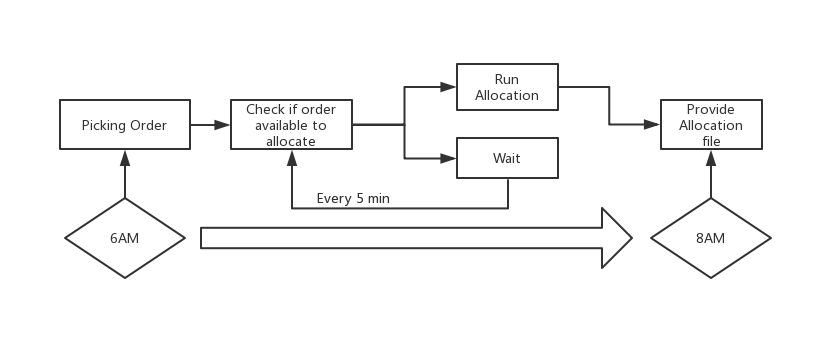 Picking Order
Check if order
available to
allocate
Run
Allocation
Wait
Every 5 min
Provide
Allocation
file
6AM
8AM